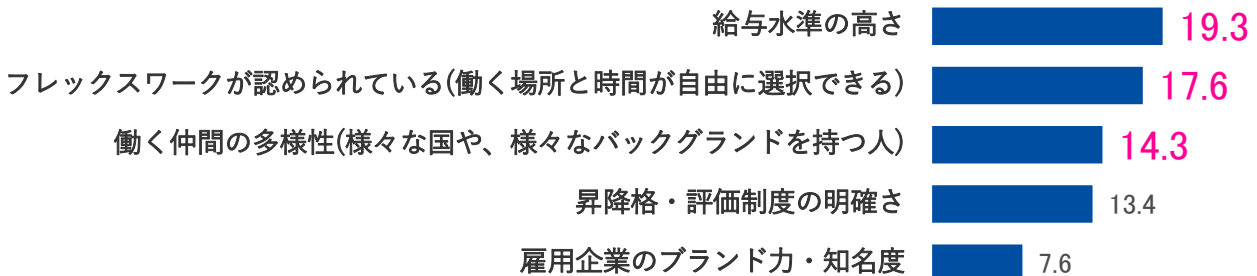 給与水準の高さ 19.3
フレックスワークが認められている(働く場所と時間が自由に選択できる) 17.6
働く仲間の多様性(様々な国や、様々なバックグランドを持つ人) 14.3
昇降格・評価制度の明確さ 13.4
雇用企業のブランド力・知名度 7.6